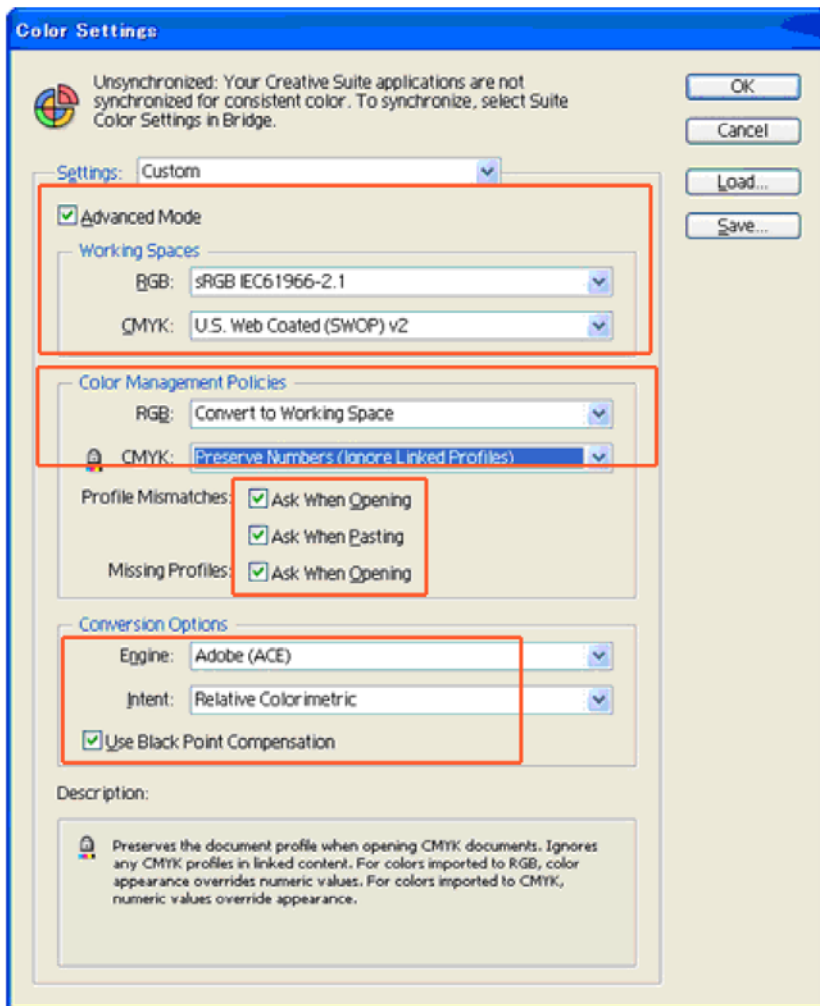 Color Settings
Unsynchronized: Your Creative Suite applications are not
synchronized for consistent color. To synchronize, select Suite
Color Settings in Bridge.
OK
Cancel
Load...
Save...
Settings: Custom
Advanced Mode
Working Spaces
RGB: sRGB IEC61966-2.1
CMYK: U.S. Web Coated (SWOP) v2
Color Management Policies
RGB: Convert to Working Space
CMYK: Preserve Numbers (Ignore Linked Profiles)
Profile Mismatches: Ask When Opening
Ask When Pasting
Missing Profiles: Ask When Opening
Conversion Options
Engine: Adobe (ACE)
Intent: Relative Colorimetric
Use Black Point Compensation
Description:
Preserves the document profile when opening CMYK documents. Ignores
any CMYK profiles in linked content. For colors imported to RGB, color
appearance overrides numeric values. For colors imported to CMYK,
numeric values override appearance.